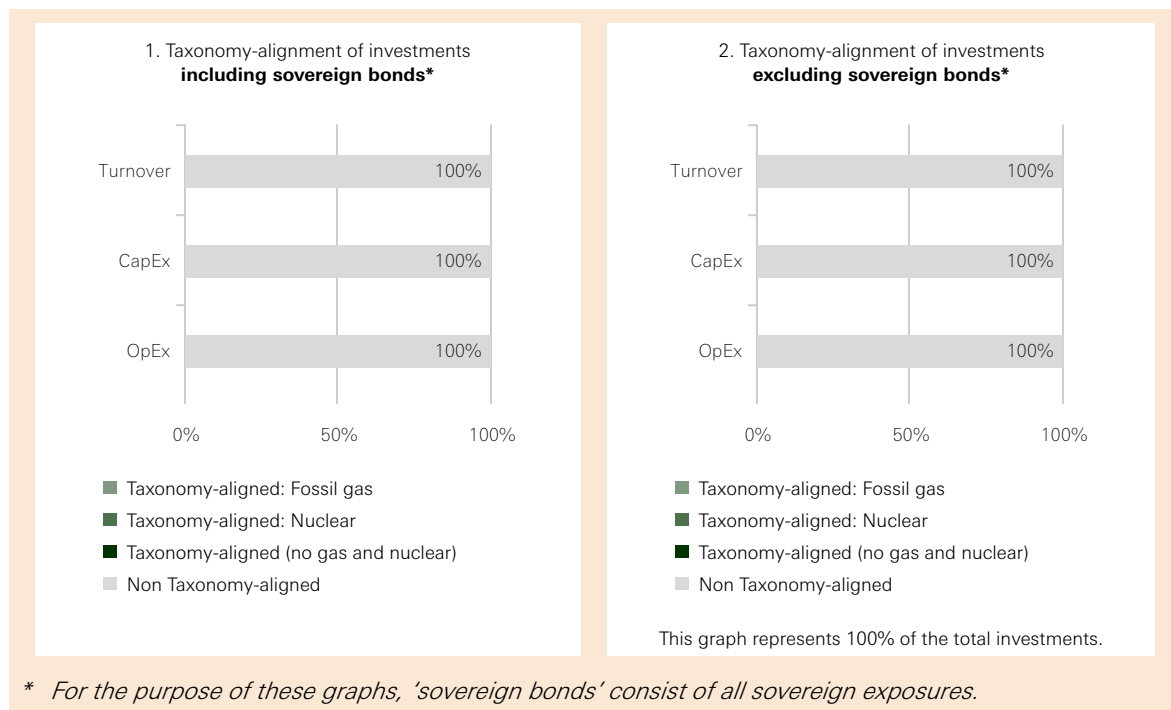 1. Taxonomy-alignment of investments
including sovereign bonds*
Turnover
100%
CapEx
100%
OpEx
100%
0%
50%
100%
Taxonomy-aligned: Fossil gas
Taxonomy-aligned: Nuclear
Taxonomy-aligned (no gas and nuclear)
Non Taxonomy-aligned
2. Taxonomy-alignment of investments
excluding sovereign bonds*
Turnover
100%
CapEx
100%
OpEx
100%
0%
50%
100%
Taxonomy-aligned: Fossil gas
Taxonomy-aligned: Nuclear
Taxonomy-aligned (no gas and nuclear)
Non Taxonomy-aligned
This graph represents 100% of the total investments.
* For the purpose of these graphs, ‘sovereign bonds’ consist of all sovereign exposures.